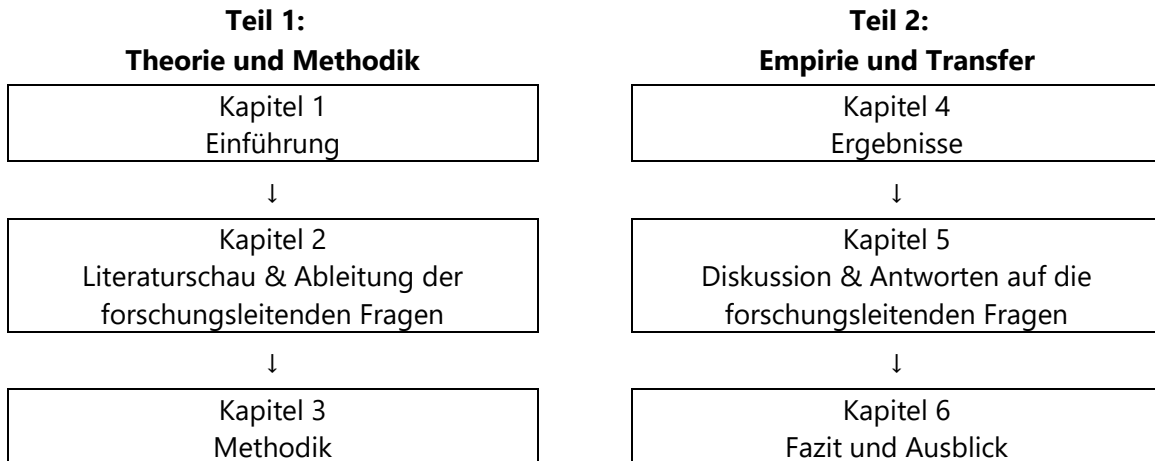 Teil 1:
Theorie und Methodik
Kapitel 1
Einführung
↓
Kapitel 2
Literaturschau & Ableitung der
forschungsleitenden Fragen
↓
Kapitel 3
Methodik
Teil 2:
Empirie und Transfer
Kapitel 4
Ergebnisse
↓
Kapitel 5
Diskussion & Antworten auf die
forschungsleitenden Fragen
↓
Kapitel 6
Fazit und Ausblick